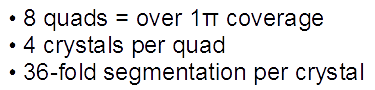 • 8 quads = over 1π coverage
• 4 crystals per quad
• 36-fold segmentation per crystal